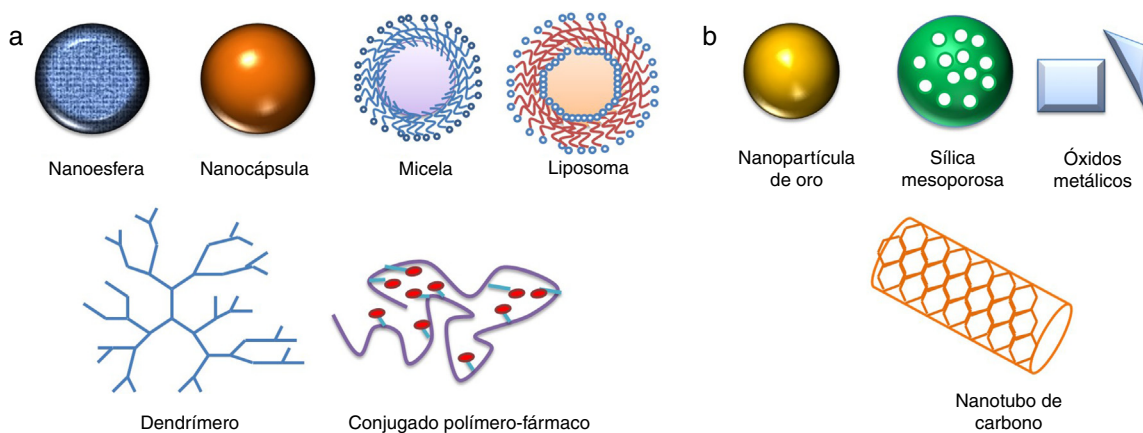 a
Nanoesfera
Nanocápsula
Micela
Liposoma
Dendrímero
Conjugado polímero-fármaco
b
Nanopartícula
de oro
Sílica
mesoporosa
Óxidos
metálicos
Nanotubo de
carbono